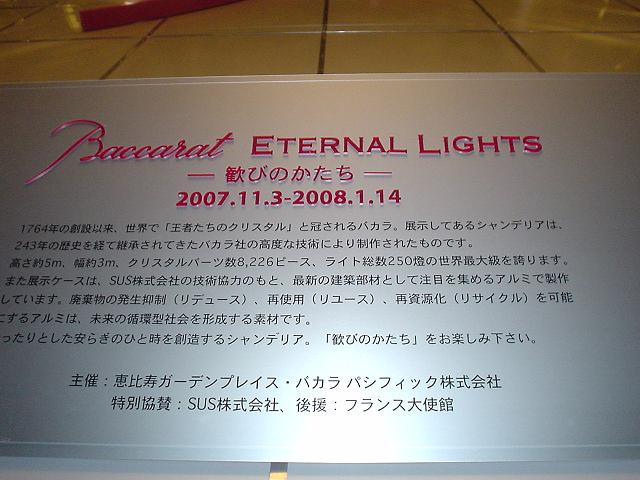 Baccarat ETERNAL LIGHTS
— 歓びのかたち —
2007.11.3-2008.1.14
1764年の創設以来、世界で「王者たちのクリスタル」と冠されるバカラ。展示してあるシャンデリアは、
243年の歴史を経て継承されてきたバカラ社の高度な技術により制作されたものです。
高さ約5m、幅約3m、クリスタルパーツ数8,226ピース、ライト総数250燈の世界最大級を誇ります。
また展示ケースは、SUS株式会社の技術協力のもと、最新の建築部材として注目を集めるアルミで製作
しています。廃棄物の発生抑制（リデュース）、再使用（リユース）、再資源化（リサイクル）を可能
にするアルミは、未来の循環型社会を形成する素材です。
ったりとした安らぎのひと時を創造するシャンデリア。「歓びのかたち」をお楽しみ下さい。
主催：恵比寿ガーデンプレイス・バカラ パシフィック株式会社
特別協賛：SUS株式会社、後援：フランス大使館